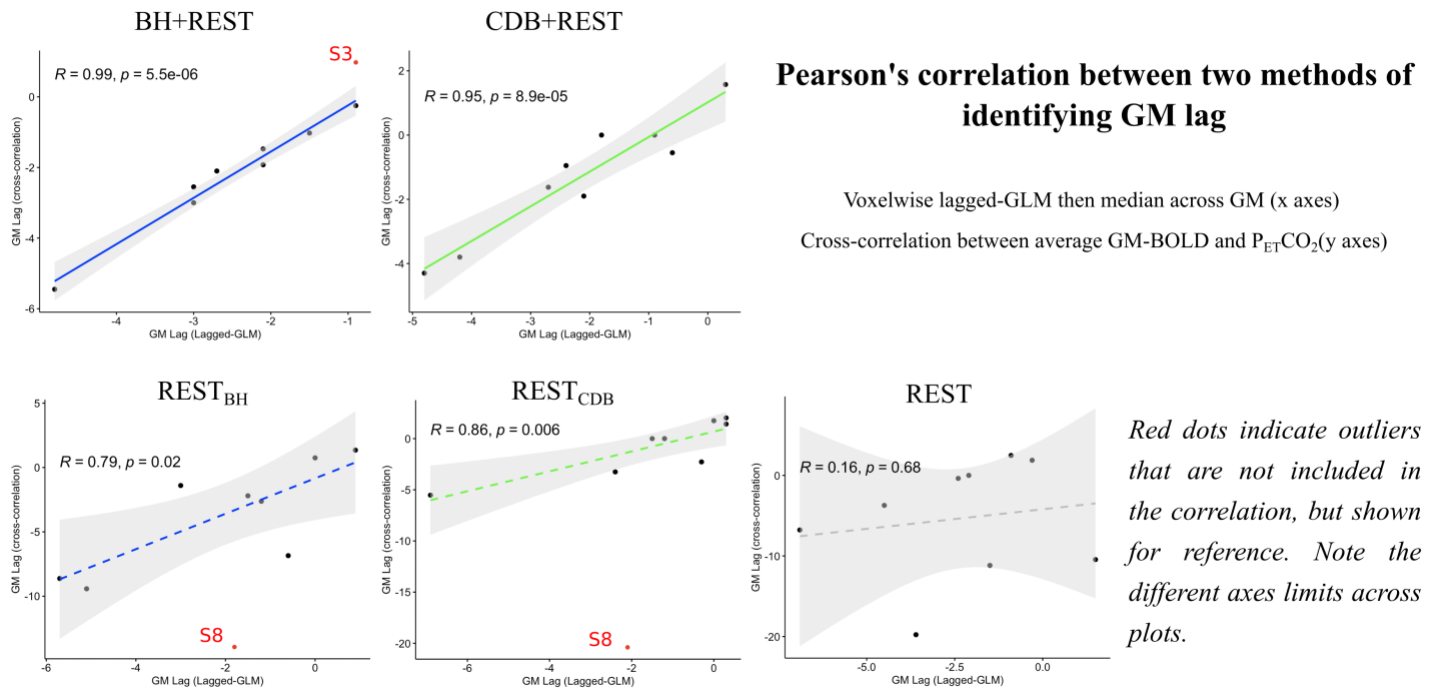 BH+REST
S3
R = 0.99, p = 5.5e-06
0
-2
-4
-6
-4
-3
-2
-1
GM Lag (cross-correlation)
GM Lag (Lagged-GLM)
CDB+REST
R = 0.95, p = 8.9e-05
2
0
-2
-4
-5
-4
-3
-2
-1
0
GM Lag (cross-correlation)
GM Lag (Lagged-GLM)
Pearson's correlation between two methods of
identifying GM lag
Voxelwise lagged-GLM then median across GM (x axes)
Cross-correlation between average GM-BOLD and PETCO2(y axes)
RESTBH
R = 0.79, p = 0.02
5
0
-5
-10
-6
-4
-2
0
S8
GM Lag (cross-correlation)
GM Lag (Lagged-GLM)
RESTCDB
R = 0.86, p = 0.006
0
-5
-10
-15
-20
-6
-4
-2
0
S8
GM Lag (cross-correlation)
GM Lag (Lagged-GLM)
REST
R = 0.16, p = 0.68
0
-10
-20
-5.0
-2.5
0.0
GM Lag (cross-correlation)
GM Lag (Lagged-GLM)
Red dots indicate outliers
that are not included in
the correlation, but shown
for reference. Note the
different axes limits across
plots.